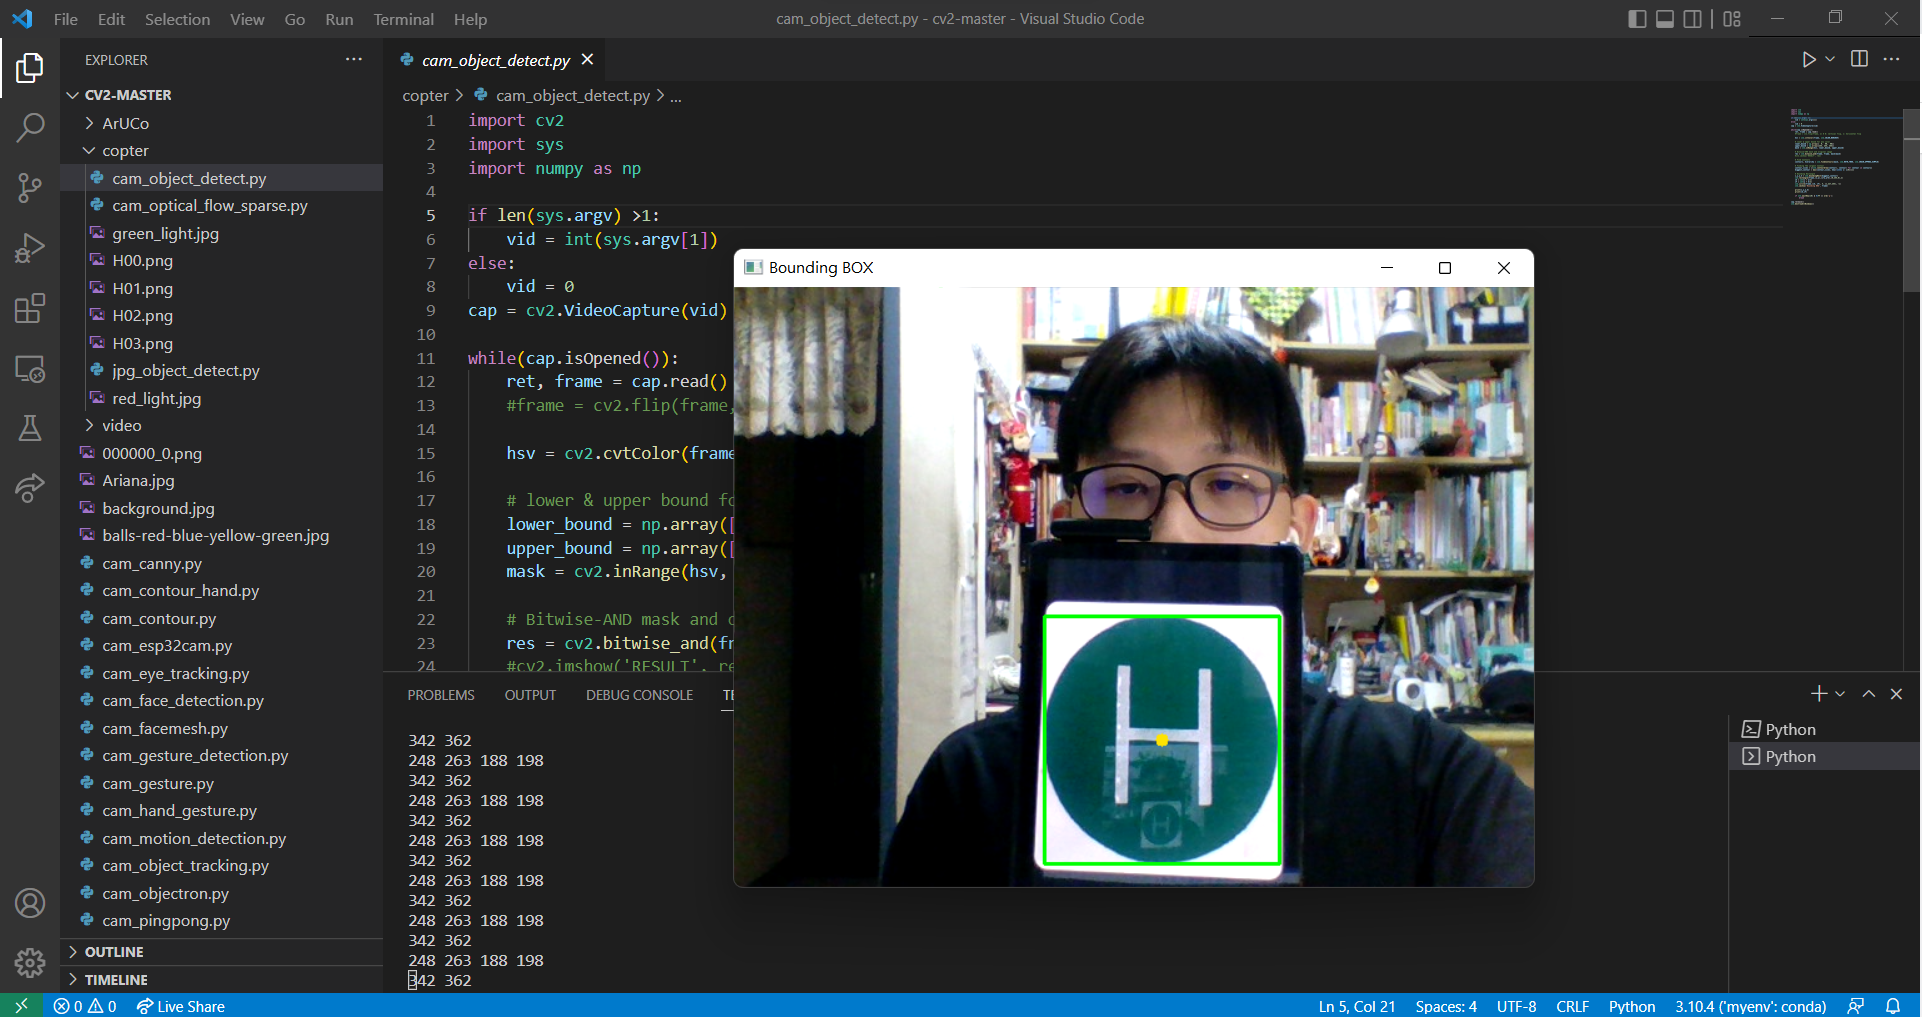 File Edit Selection View Go Run Terminal Help
cam_object_detect.py - cv2-master - Visual Studio Code
EXPLORER
CV2-MASTER
ArUCo
copter
cam_object_detect.py
cam_optical_flow_sparse.py
green_light.jpg
H00.png
H01.png
H02.png
H03.png
jpg_object_detect.py
red_light.jpg
video
000000_0.png
Ariana.jpg
background.jpg
balls-red-blue-yellow-green.jpg
cam_canny.py
cam_contour_hand.py
cam_contour.py
cam_esp32cam.py
cam_eye_tracking.py
cam_face_detection.py
cam_facemesh.py
cam_gesture_detection.py
cam_gesture.py
cam_hand_gesture.py
cam_motion_detection.py
cam_object_tracking.py
cam_objectron.py
cam_pingpong.py
OUTLINE
TIMELINE
cam_object_detect.py
copter > cam_object_detect.py > ...
1 import cv2
2 import sys
3 import numpy as np
4
5 if len(sys.argv) >1:
6 vid = int(sys.argv[1])
7 else:
8 vid = 0
9 cap = cv2.VideoCapture(vid)
10
11 while(cap.isOpened()):
12 ret, frame = cap.read()
13 #frame = cv2.flip(frame,
14
15 hsv = cv2.cvtColor(frame
16
17 # lower & upper bound fo
18 lower_bound = np.array([
19 upper_bound = np.array([
20 mask = cv2.inRange(hsv,
21
22 # Bitwise-AND mask and o
23 res = cv2.bitwise_and(fr
24 #cv2.imshow('RESULT', re
Bounding BOX
H
PROBLEMS OUTPUT DEBUG CONSOLE TE
342 362
248 263 188 198
342 362
248 263 188 198
342 362
248 263 188 198
342 362
248 263 188 198
342 362
248 263 188 198
342 362
248 263 188 198
342 362
Python
Python
0 0 Live Share
Ln 5, Col 21 Spaces: 4 UTF-8 CRLF Python 3.10.4 ('myenv': conda)